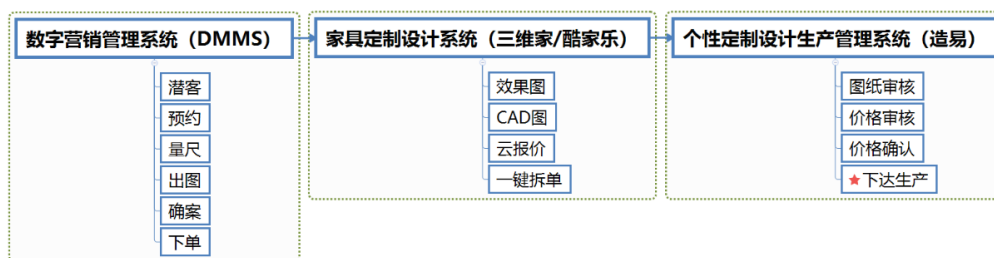 数字营销管理系统（DMMS）
潜客
预约
量尺
出图
确案
下单
家具定制设计系统（三维家/酷家乐）
效果图
CAD图
云报价
一键拆单
个性定制设计生产管理系统（造易）
图纸审核
价格审核
价格确认
下达生产